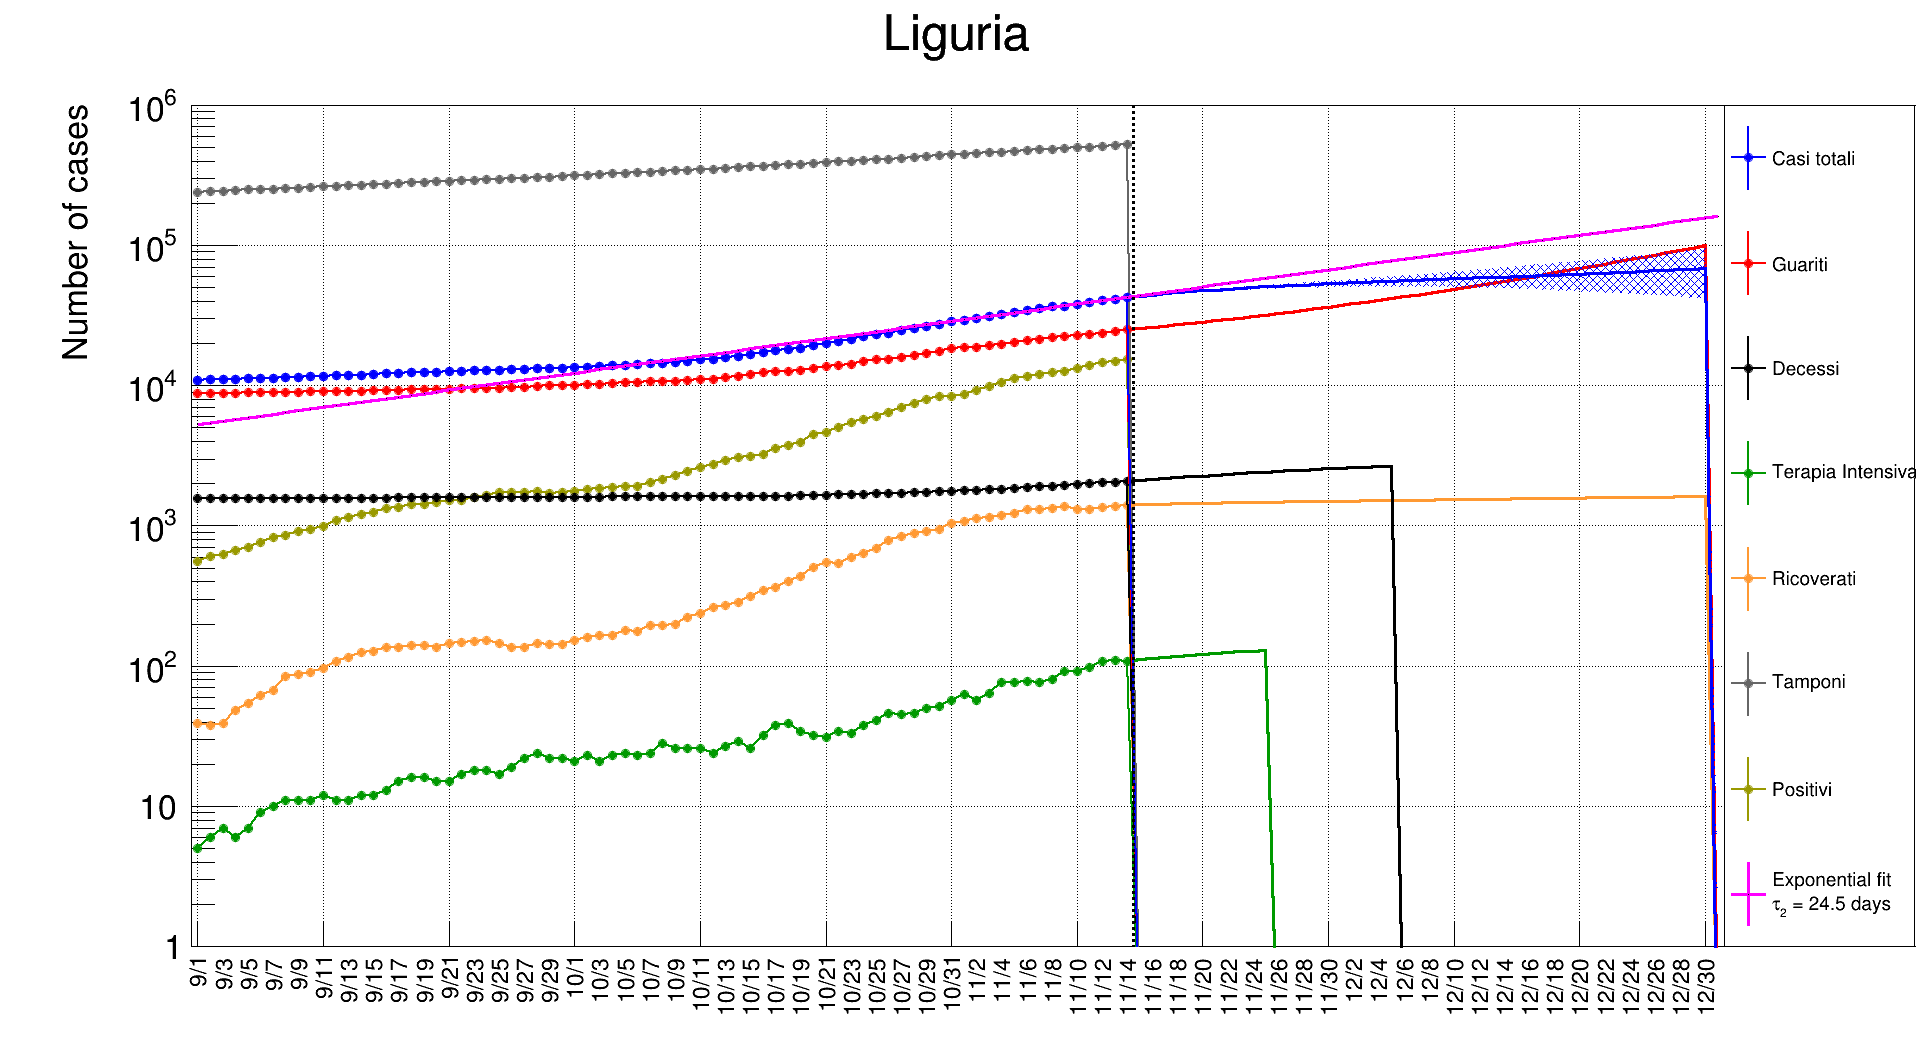 Liguria
Number of cases
10^6
10^5
10^4
10^3
10^2
10
1
9/1 9/3 9/5 9/7 9/9 9/11 9/13 9/15 9/17 9/19 9/21 9/23 9/25 9/27 9/29 10/1 10/3 10/5 10/7 10/9 10/11 10/13 10/15 10/17 10/19 10/21 10/23 10/25 10/27 10/29 10/31 11/2 11/4 11/6 11/8 11/10 11/12 11/14 11/16 11/18 11/20 11/22 11/24 11/26 11/28 11/30 12/2 12/4 12/6 12/8 12/10 12/12 12/14 12/16 12/18 12/20 12/22 12/24 12/26 12/28 12/30
Casi totali
Guariti
Decessi
Terapia Intensiva
Ricoverati
Tamponi
Positivi
Exponential fit
τ₂ = 24.5 days